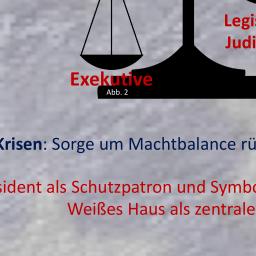 Legis
Judi
Exekutive
Abb. 2
Krisen: Sorge um Machtbalance rü
sident als Schutzpatron und Symbo
Weißes Haus als zentrale